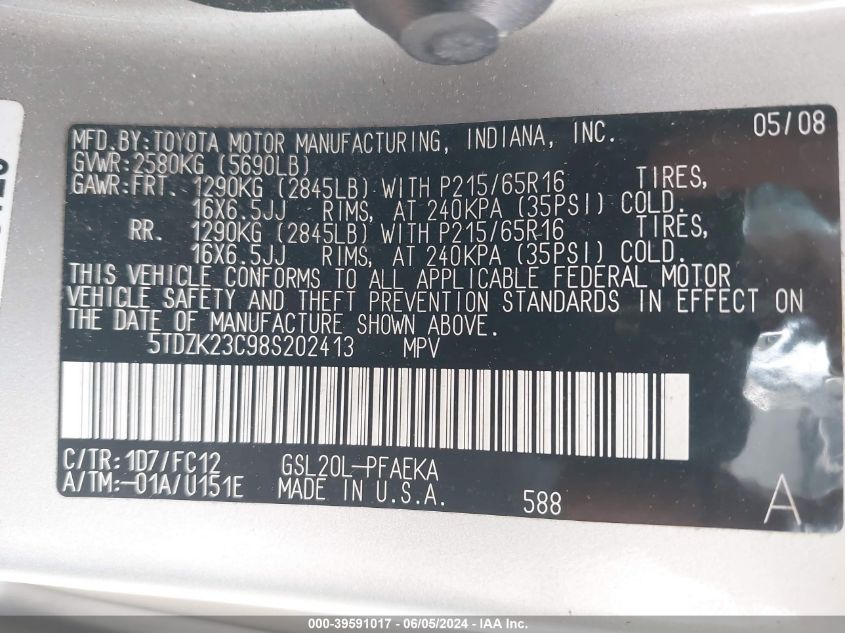 MFD.BY:TOYOTA MOTOR MANUFACTURING, INDIANA, INC. 05/08
GVWR:2580KG (5690LB)
GAWR:FRT. 1290KG (2845LB) WITH P215/65R16 TIRES,
16X6.5JJ RIMS, AT 240KPA (35PSI) COLD.
RR. 1290KG (2845LB) WITH P215/65R16 TIRES,
16X6.5JJ RIMS, AT 240KPA (35PSI) COLD.
THIS VEHICLE CONFORMS TO ALL APPLICABLE FEDERAL MOTOR
VEHICLE SAFETY AND THEFT PREVENTION STANDARDS IN EFFECT ON
THE DATE OF MANUFACTURE SHOWN ABOVE.
5TDZK23C98S202413 MPV
C/TR:1D7/FC12 GSL20L-PFAEKA
A/TM:-01A/U151E MADE IN U.S.A. 588 A
000-39591017 - 06/05/2024 - IAA Inc.